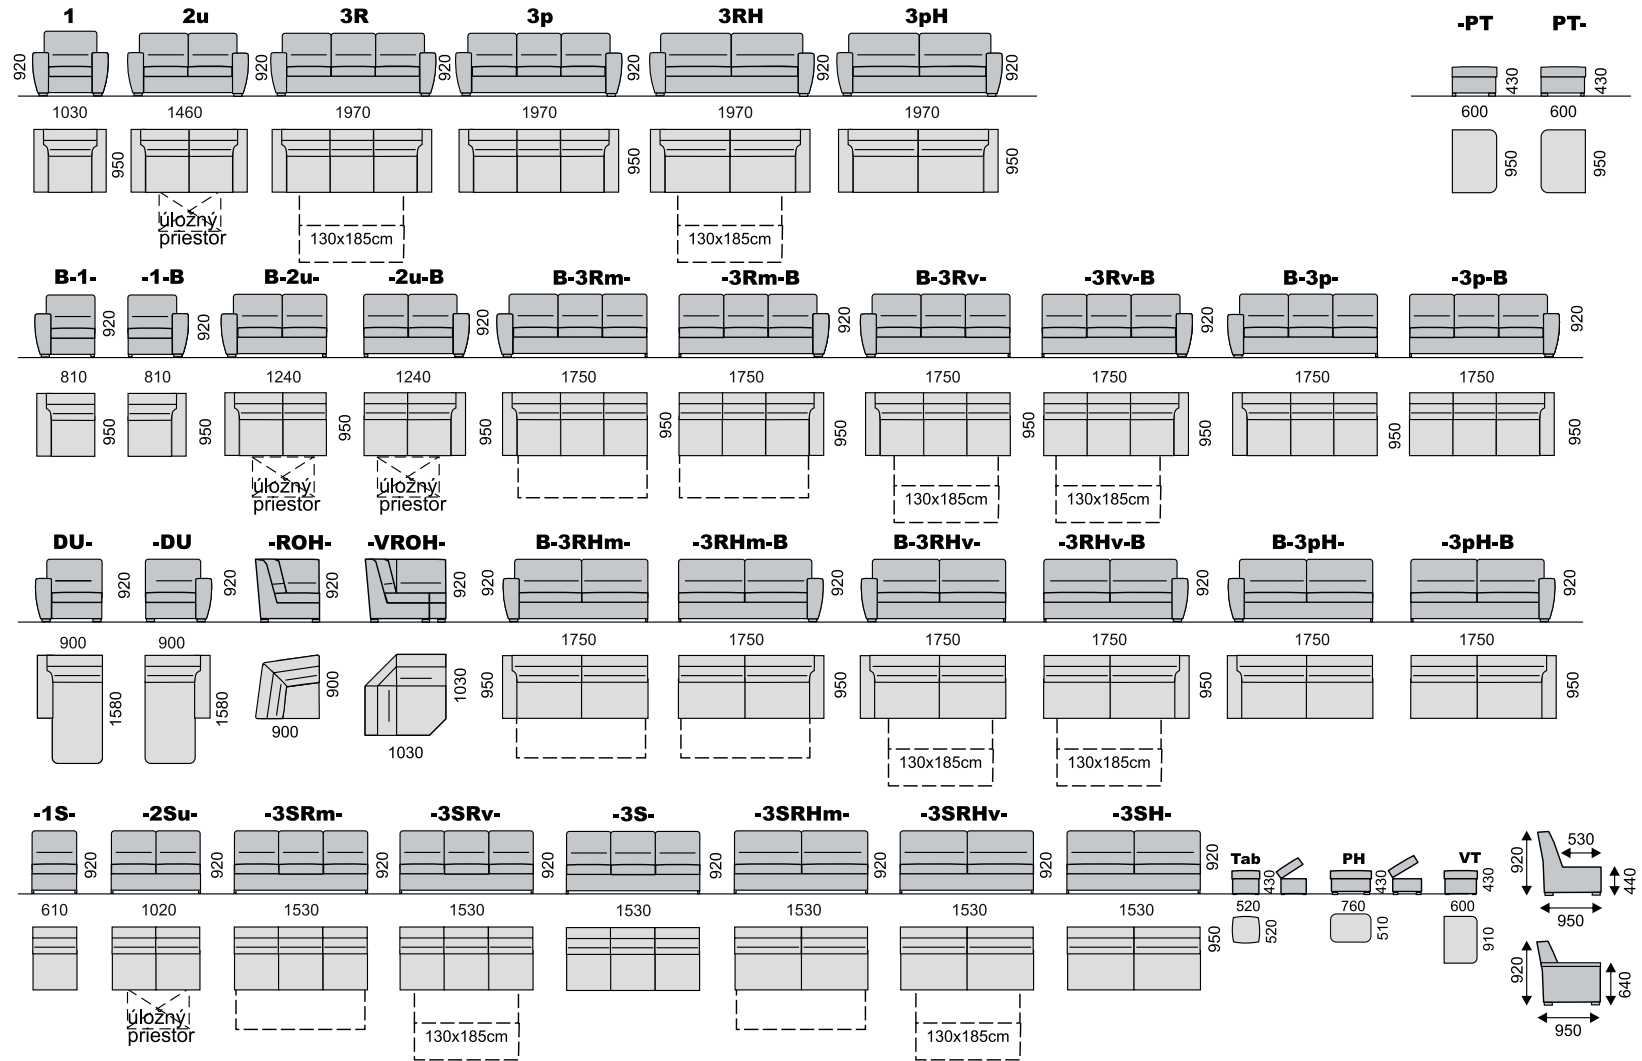 1 2u 3R 3p 3RH 3pH -PT PT-
920 920 920 920 920 920 430 430
1030 1460 1970 1970 1970 1970 600 600
950 950 950 950 950
úložný
priestor
130x185cm 130x185cm
B-1- -1-B B-2u- -2u-B B-3Rm- -3Rm-B B-3Rv- -3Rv-B B-3p- -3p-B
920 920 920 920 920 920
810 810 1240 1240 1750 1750 1750 1750 1750 1750
950 950 950 950 950 950 950 950 950 950
úložný úložný
priestor priestor
130x185cm 130x185cm
DU- -DU -ROH- -VROH- B-3RHm- -3RHm-B B-3RHv- -3RHv-B B-3pH- -3pH-B
920 920 920 920 920 920 920 920
900 900 1750 1750 1750 1750 1750 1750
1580 1580 900 1030 950 950 950 950
900
1030
130x185cm 130x185cm
-1S- -2Su- -3SRm- -3SRv- -3S- -3SRHm- -3SRHv- -3SH-
920 920 920 920 920 920 920
Tab PH VT
430 430 430
920 530 440
610 1020 1530 1530 1530 1530 1530 1530 520 760 600
950
950 520 510 910
úložný
priestor
130x185cm 130x185cm
920 640
950